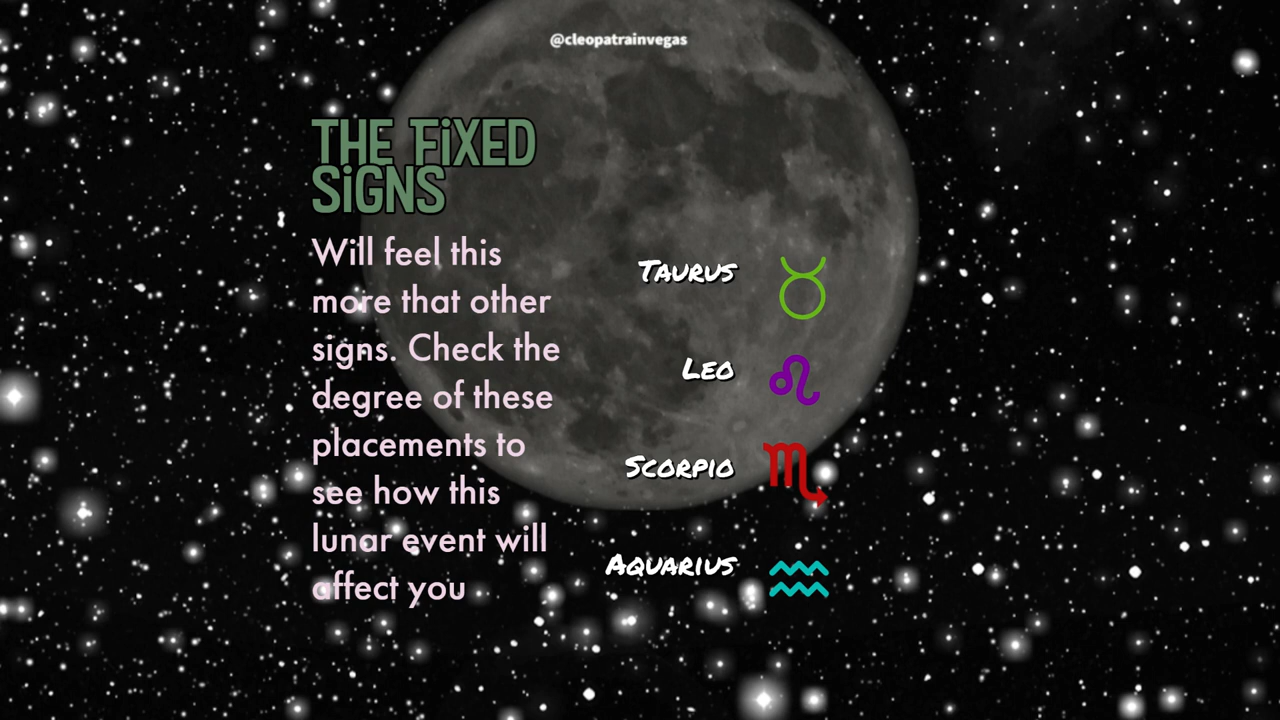 @cleopatrainvegas
THE FiXED
SiGNS
Will feel this
more that other
signs. Check the
degree of these
placements to
see how this
lunar event will
affect you
Taurus
Leo
Scorpio
Aquarius